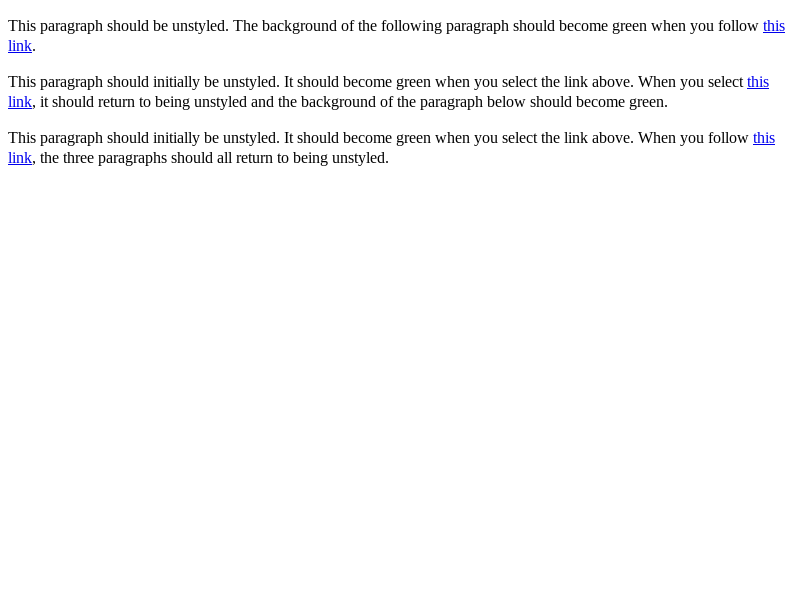 This paragraph should be unstyled. The background of the following paragraph should become green when you follow this
link.
This paragraph should initially be unstyled. It should become green when you select the link above. When you select this
link, it should return to being unstyled and the background of the paragraph below should become green.
This paragraph should initially be unstyled. It should become green when you select the link above. When you follow this
link, the three paragraphs should all return to being unstyled.